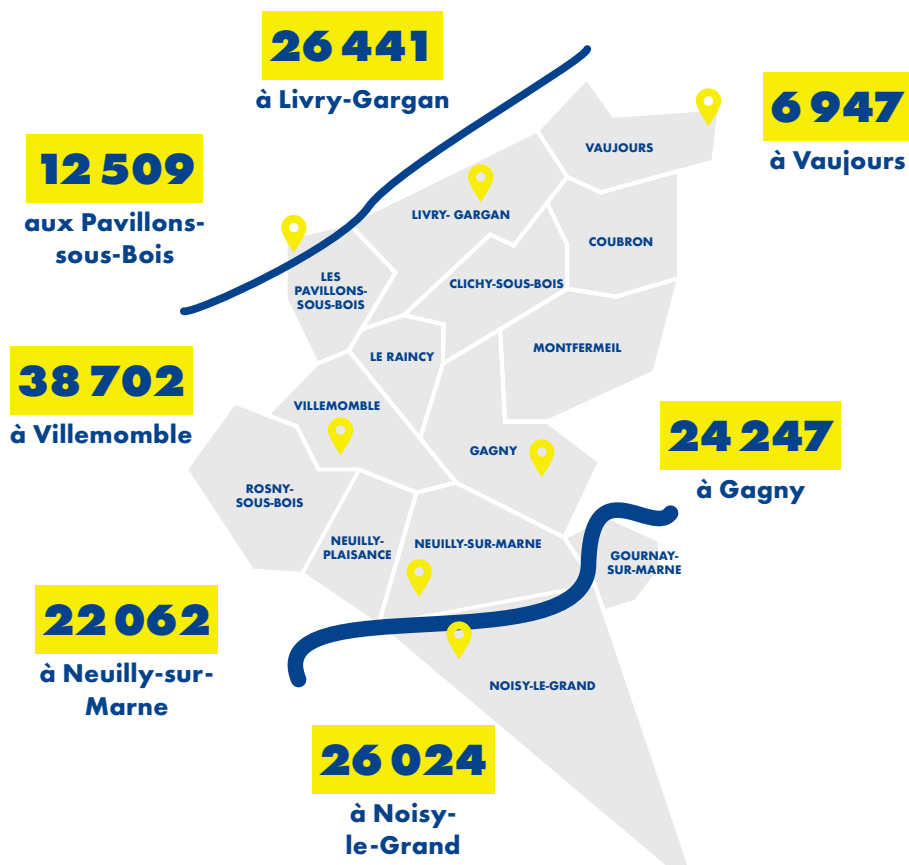 26 441
à Livry-Gargan
6 947
à Vaujours
12 509
aux Pavillons-
sous-Bois
VAUJOURS
LIVRY- GARGAN
COUBRON
LES
PAVILLONS-
SOUS-BOIS
CLICHY-SOUS-BOIS
LE RAINCY
MONTFERMEIL
38 702
à Villemomble
VILLEMOMBLE
24 247
à Gagny
GAGNY
ROSNY-
SOUS-BOIS
NEUILLY-
PLAISANCE
NEUILLY-SUR-MARNE
GOURNAY-
SUR-MARNE
22 062
à Neuilly-sur-
Marne
NOISY-LE-GRAND
26 024
à Noisy-
le-Grand